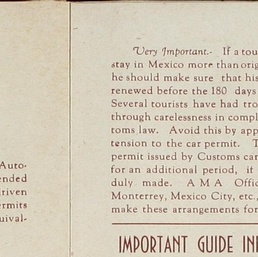 Auto-
ended
riven
ermits
uival-
Very Important.- If a tou
stay in Mexico more than orig
he should make sure that his
renewed before the 180 days
Several tourists have had tro
through carelessness in compl
toms law. Avoid this by app
tension to the car permit. T
permit issued by Customs car
for an additional period, if
duly made. A M A Offic
Monterrey, Mexico City, etc.,
make these arrangements for
IMPORTANT GUIDE IN